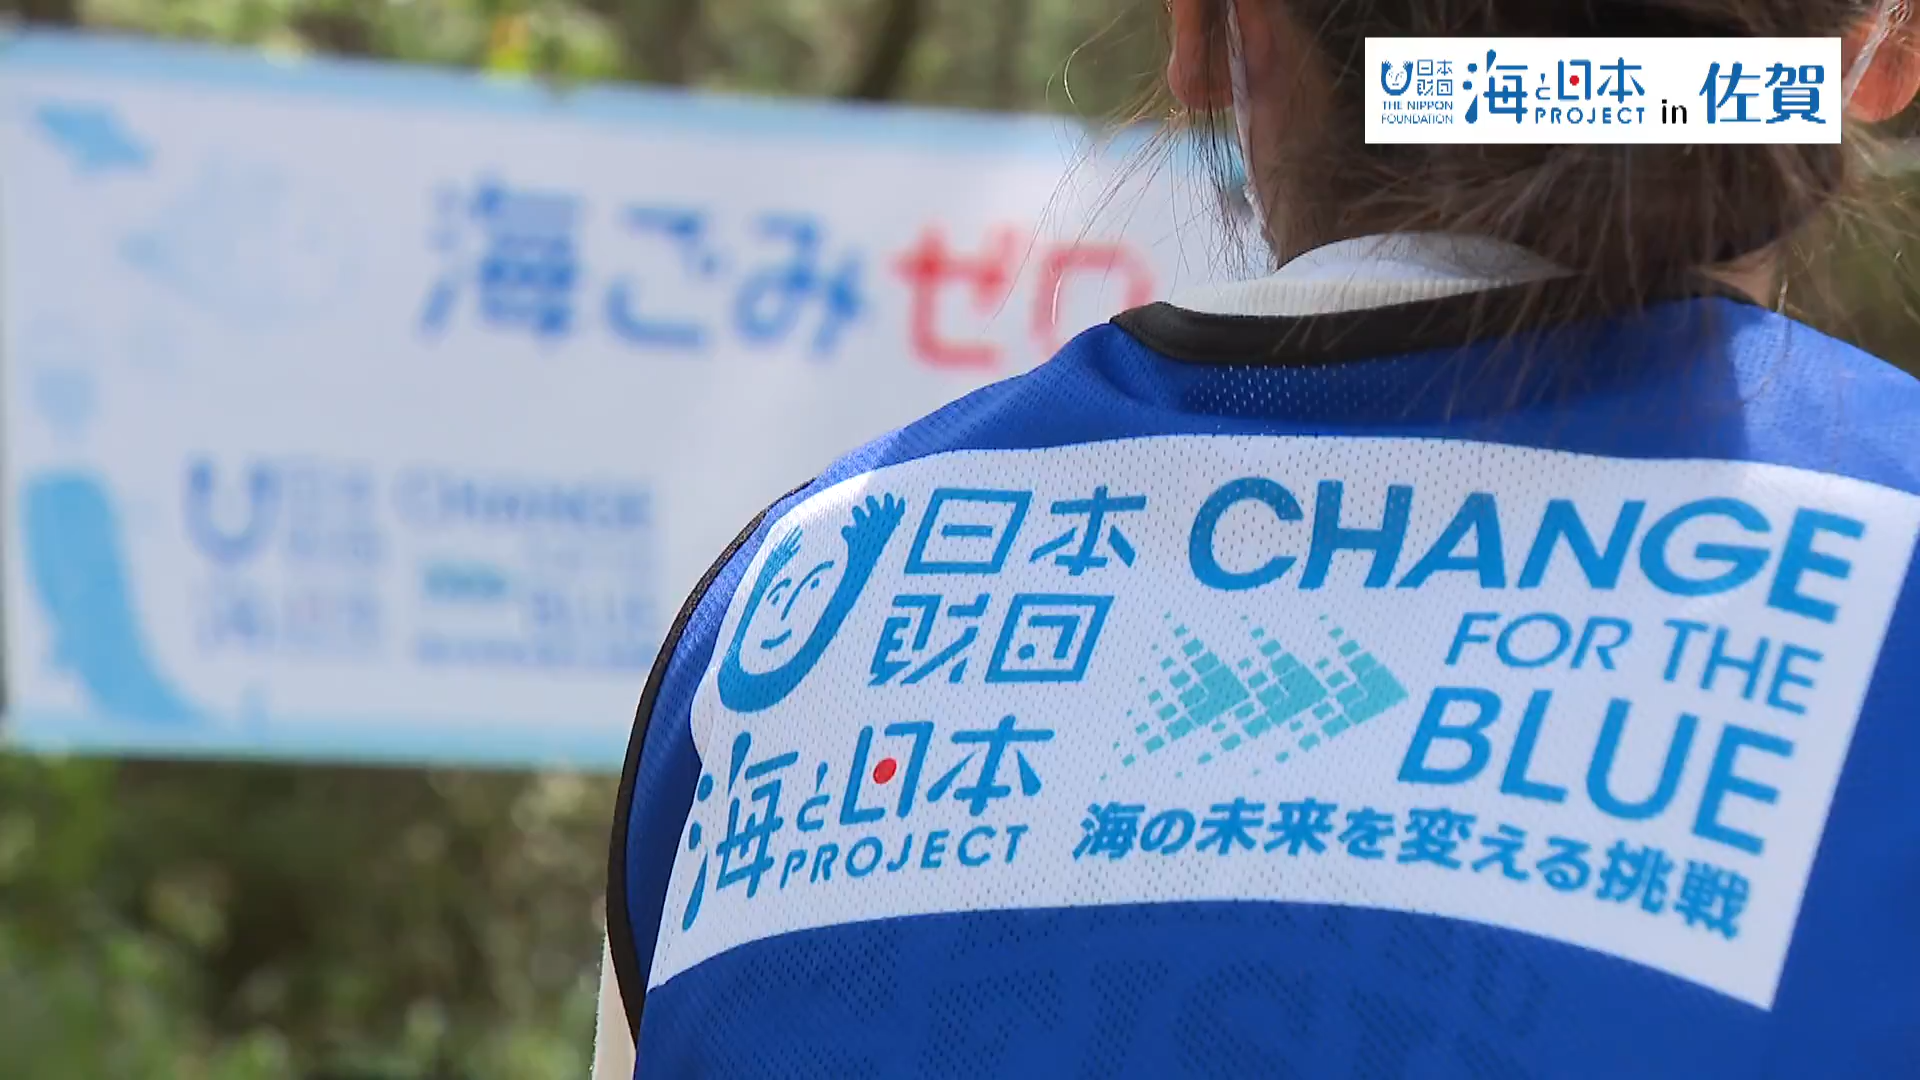 日本
財団
THE NIPPON
FOUNDATION
海と日本
PROJECT
in 佐賀
海ごみゼロ
CHANGE
BLUE
日本
財団
海と日本
PROJECT
CHANGE
FOR THE
BLUE
海の未来を変える挑戦